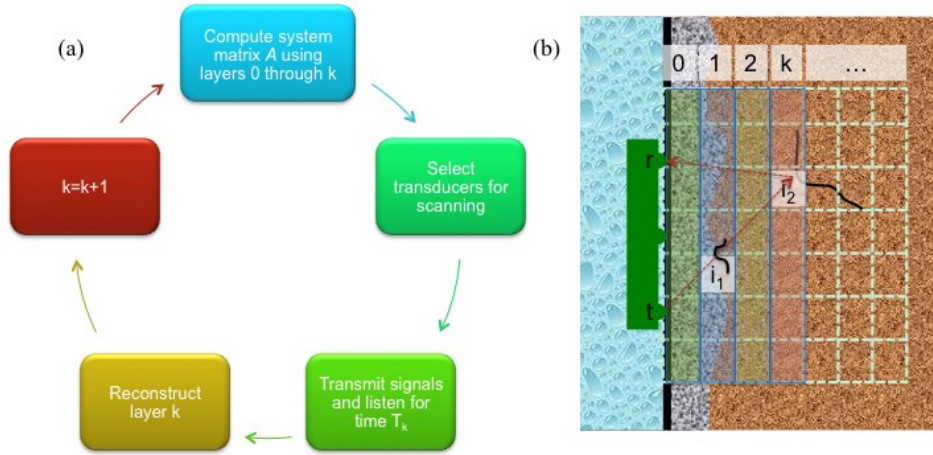 (a)
Compute system
matrix A using
layers 0 through k
Select
transducers for
scanning
Transmit signals
and listen for
time Tₖ
Reconstruct
layer k
k=k+1
(b)
0 1 2 k ...
r
i₂
i₁
t